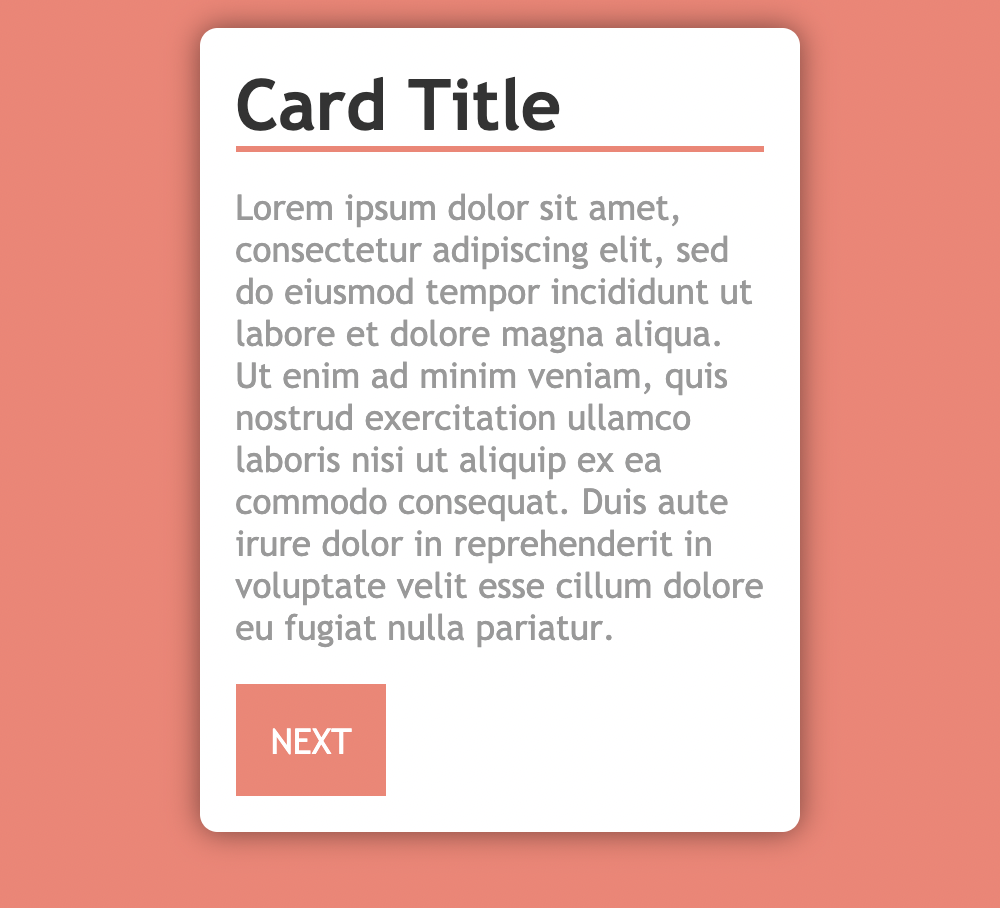 Card Title
Lorem ipsum dolor sit amet,
consectetur adipiscing elit, sed
do eiusmod tempor incididunt ut
labore et dolore magna aliqua.
Ut enim ad minim veniam, quis
nostrud exercitation ullamco
laboris nisi ut aliquip ex ea
commodo consequat. Duis aute
irure dolor in reprehenderit in
voluptate velit esse cillum dolore
eu fugiat nulla pariatur.
NEXT